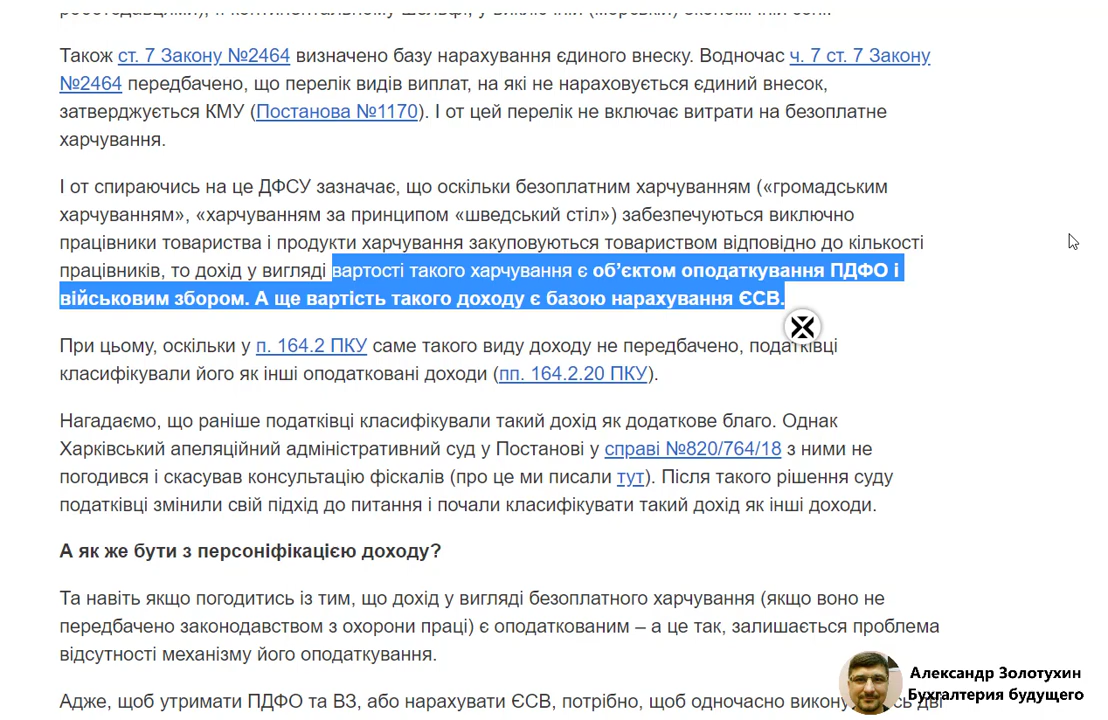 Також ст. 7 Закону №2464 визначено базу нарахування єдиного внеску. Водночас ч. 7 ст. 7 Закону
№2464 передбачено, що перелік видів виплат, на які не нараховується єдиний внесок,
затверджується КМУ (Постанова №1170). І от цей перелік не включає витрати на безоплатне
харчування.
І от спираючись на це ДФСУ зазначає, що оскільки безоплатним харчуванням («громадським
харчуванням», «харчуванням за принципом «шведський стіл») забезпечуються виключно
працівники товариства і продукти харчування закуповуються товариством відповідно до кількості
працівників, то дохід у вигляді вартості такого харчування є об’єктом оподаткування ПДФО і
військовим збором. А ще вартість такого доходу є базою нарахування ЄСВ.
При цьому, оскільки у п. 164.2 ПКУ саме такого виду доходу не передбачено, податківці
класифікували його як інші оподатковані доходи (пп. 164.2.20 ПКУ).
Нагадаємо, що раніше податківці класифікували такий дохід як додаткове благо. Однак
Харківський апеляційний адміністративний суд у Постанові у справі №820/764/18 з ними не
погодився і скасував консультацію фіскалів (про це ми писали тут). Після такого рішення суду
податківці змінили свій підхід до питання і почали класифікувати такий дохід як інші доходи.
А як же бути з персоніфікацією доходу?
Та навіть якщо погодитись із тим, що дохід у вигляді безоплатного харчування (якщо воно не
передбачено законодавством з охорони праці) є оподаткованим – а це так, залишається проблема
відсутності механізму його оподаткування.
Адже, щоб утримати ПДФО та ВЗ, або нарахувати ЄСВ, потрібно, щоб одночасно
Александр Золотухин
Бухгалтерия будущего